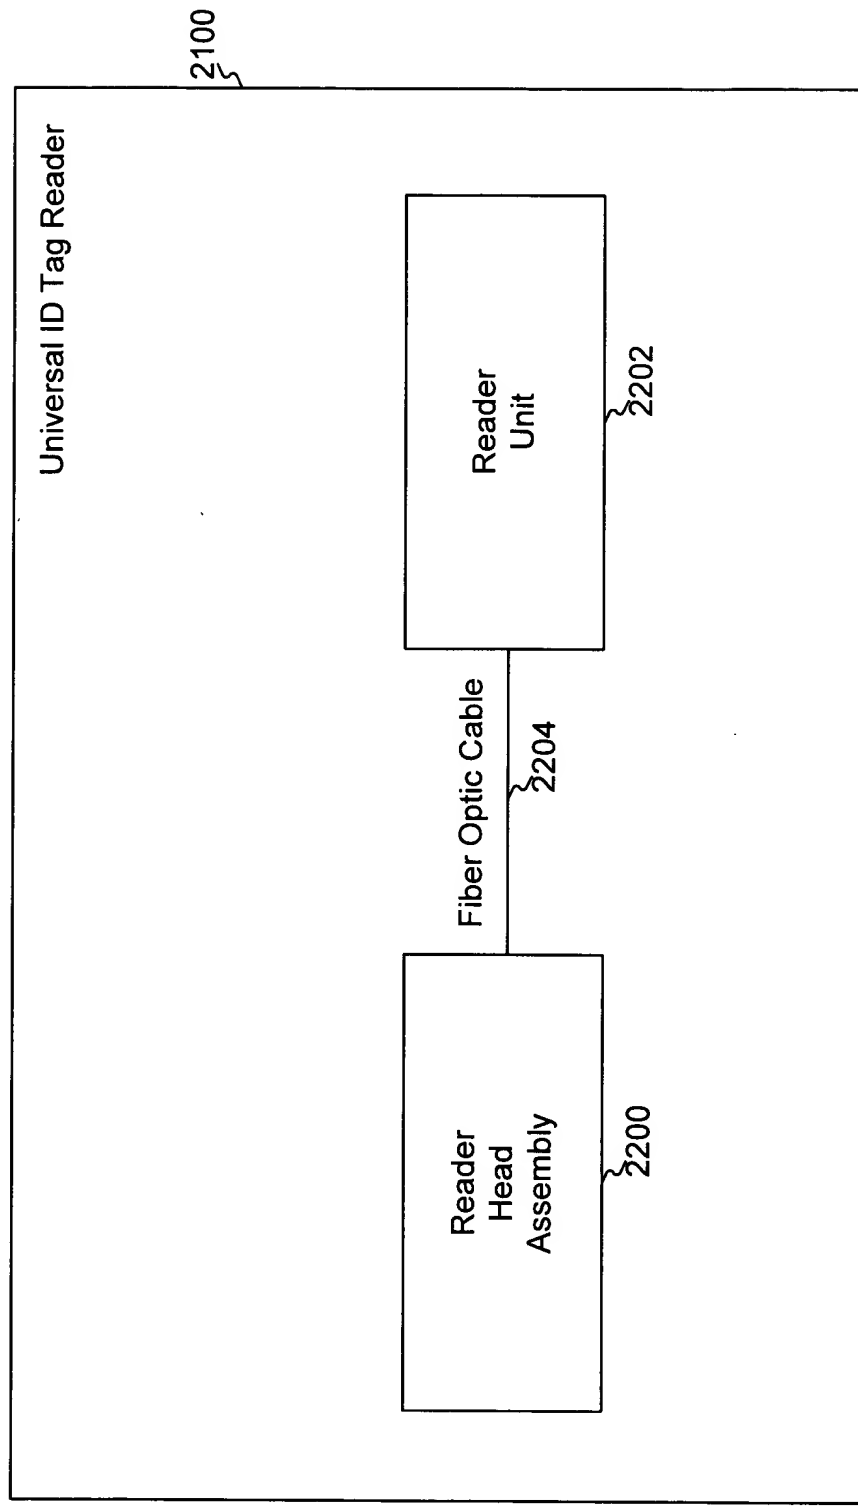 2100
Universal ID Tag Reader
Reader
Head
Assembly
2200
Fiber Optic Cable
2204
Reader
Unit
2202